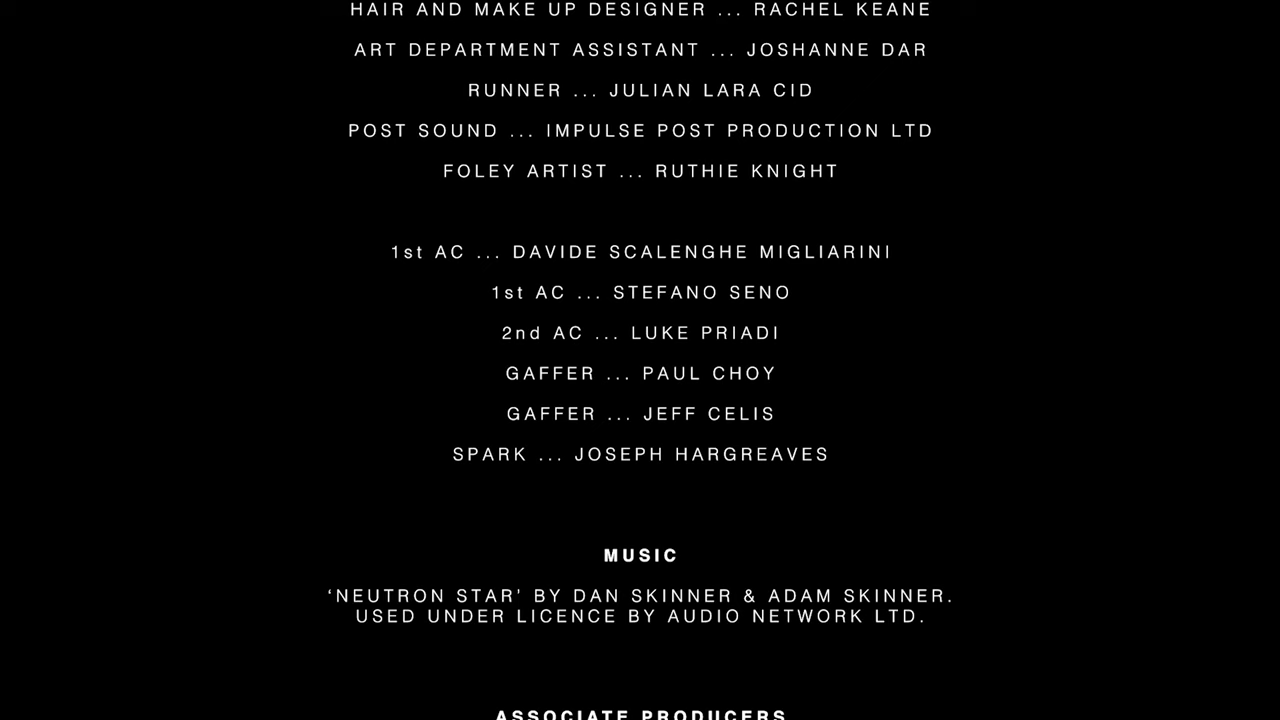 HAIR AND MAKE UP DESIGNER ... RACHEL KEANE
ART DEPARTMENT ASSISTANT ... JOSHANNE DAR
RUNNER ... JULIAN LARA CID
POST SOUND ... IMPULSE POST PRODUCTION LTD
FOLEY ARTIST ... RUTHIE KNIGHT
1st AC ... DAVIDE SCALENGHE MIGLIARINI
1st AC ... STEFANO SENO
2nd AC ... LUKE PRIADI
GAFFER ... PAUL CHOY
GAFFER ... JEFF CELIS
SPARK ... JOSEPH HARGREAVES
MUSIC
‘NEUTRON STAR’ BY DAN SKINNER & ADAM SKINNER.
USED UNDER LICENCE BY AUDIO NETWORK LTD.
ASSOCIATE PRODUCERS